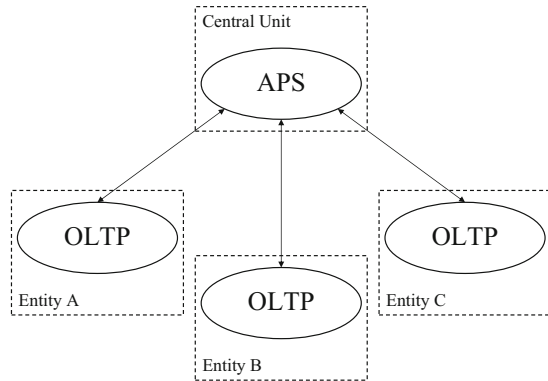 Central Unit
APS
OLTP
Entity A
OLTP
Entity B
OLTP
Entity C